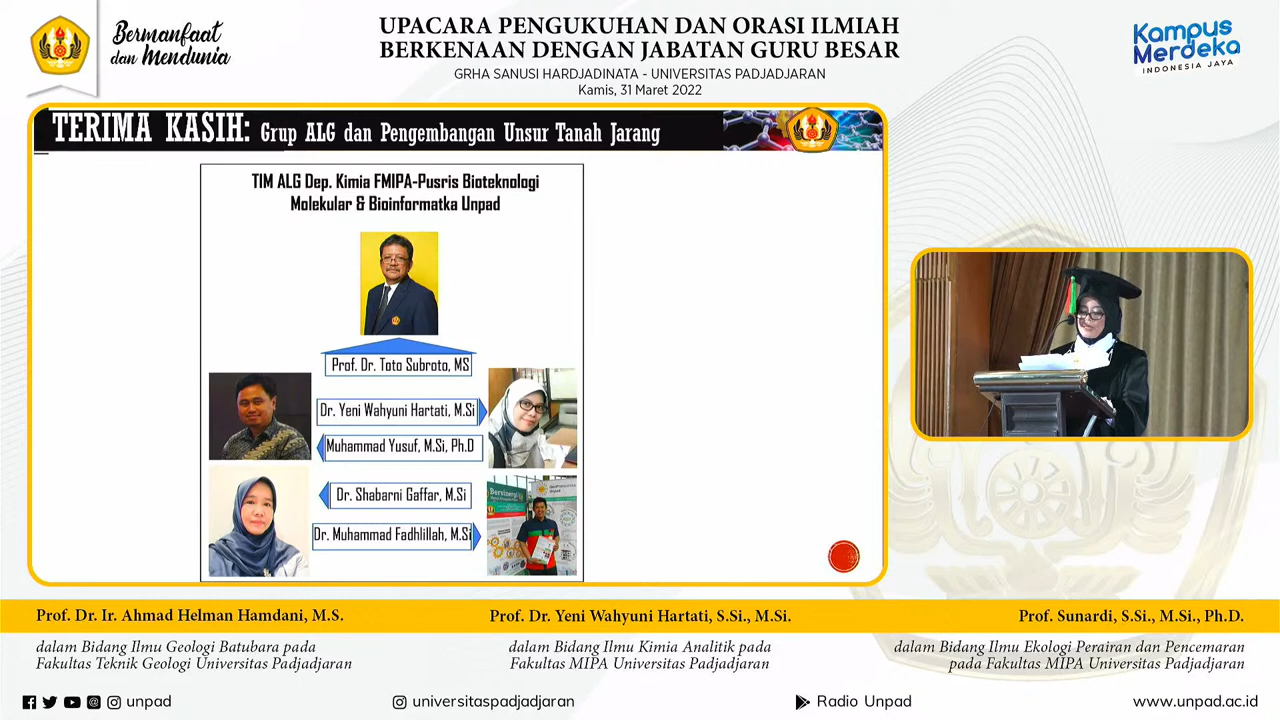 Bermanfaat
dan Mendunia
UPACARA PENGUKUHAN DAN ORASI ILMIAH
BERKENAAN DENGAN JABATAN GURU BESAR
GRHA SANUSI HARDJADINATA - UNIVERSITAS PADJADJARAN
Kamis, 31 Maret 2022
Kampus
Merdeka
INDONESIA JAYA
TERIMA KASIH: Grup ALG dan Pengembangan Unsur Tanah Jarang
TIM ALG Dep. Kimia FMIPA-Pusris Bioteknologi
Molekular & Bioinformatka Unpad
Prof. Dr. Toto Subroto, MS
Dr. Yeni Wahyuni Hartati, M.Si
Muhammad Yusuf, M.Si, Ph.D
Dr. Shabarni Gaffar, M.Si
Dr. Muhammad Fadhlillah, M.Si
Prof. Dr. Ir. Ahmad Helman Hamdani, M.S.
dalam Bidang Ilmu Geologi Batubara pada
Fakultas Teknik Geologi Universitas Padjadjaran
Prof. Dr. Yeni Wahyuni Hartati, S.Si., M.Si.
dalam Bidang Ilmu Kimia Analitik pada
Fakultas MIPA Universitas Padjadjaran
Prof. Sunardi, S.Si., M.Si., Ph.D.
dalam Bidang Ilmu Ekologi Perairan dan Pencemaran
pada Fakultas MIPA Universitas Padjadjaran
unpad
universitaspadjadjaran
Radio Unpad
www.unpad.ac.id